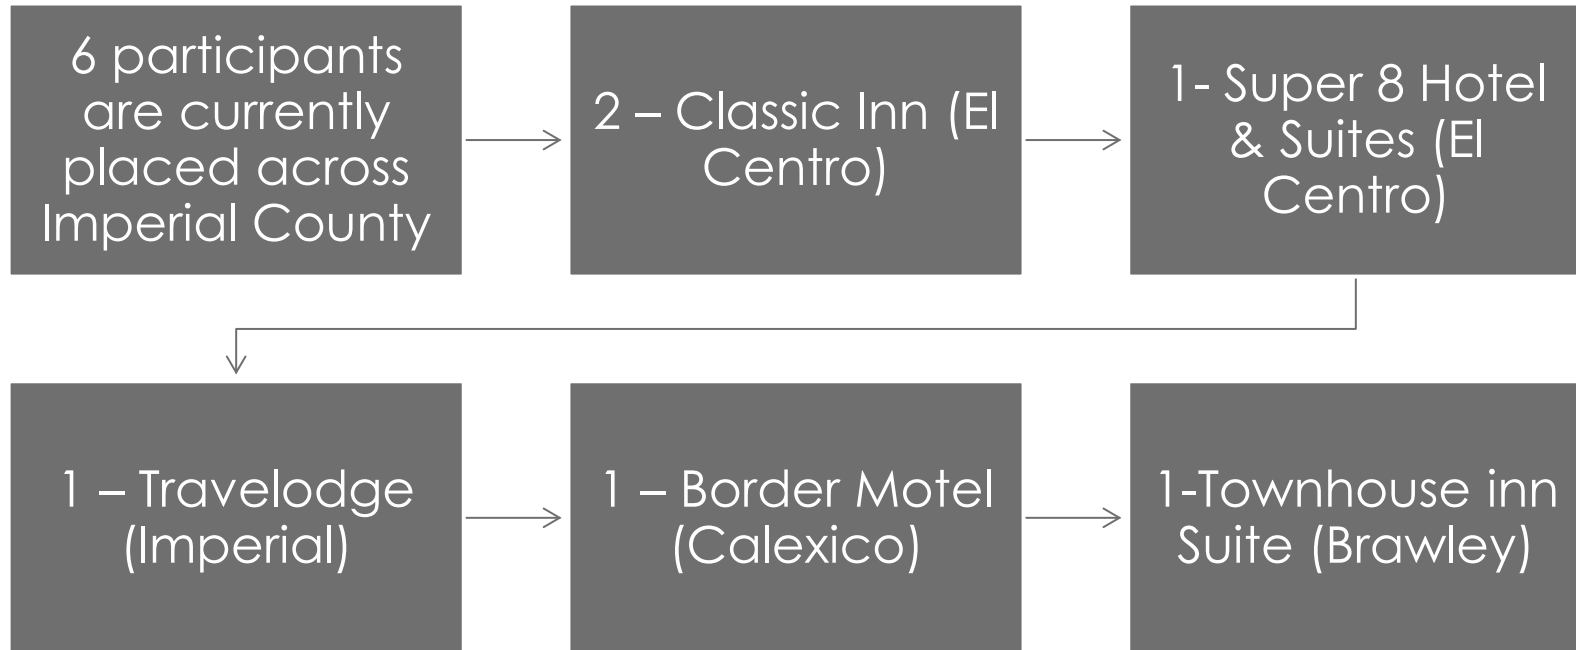 6 participants
are currently
placed across
Imperial County
2 – Classic Inn (El
Centro)
1- Super 8 Hotel
& Suites (El
Centro)
1 – Travelodge
(Imperial)
1 – Border Motel
(Calexico)
1-Townhouse inn
Suite (Brawley)